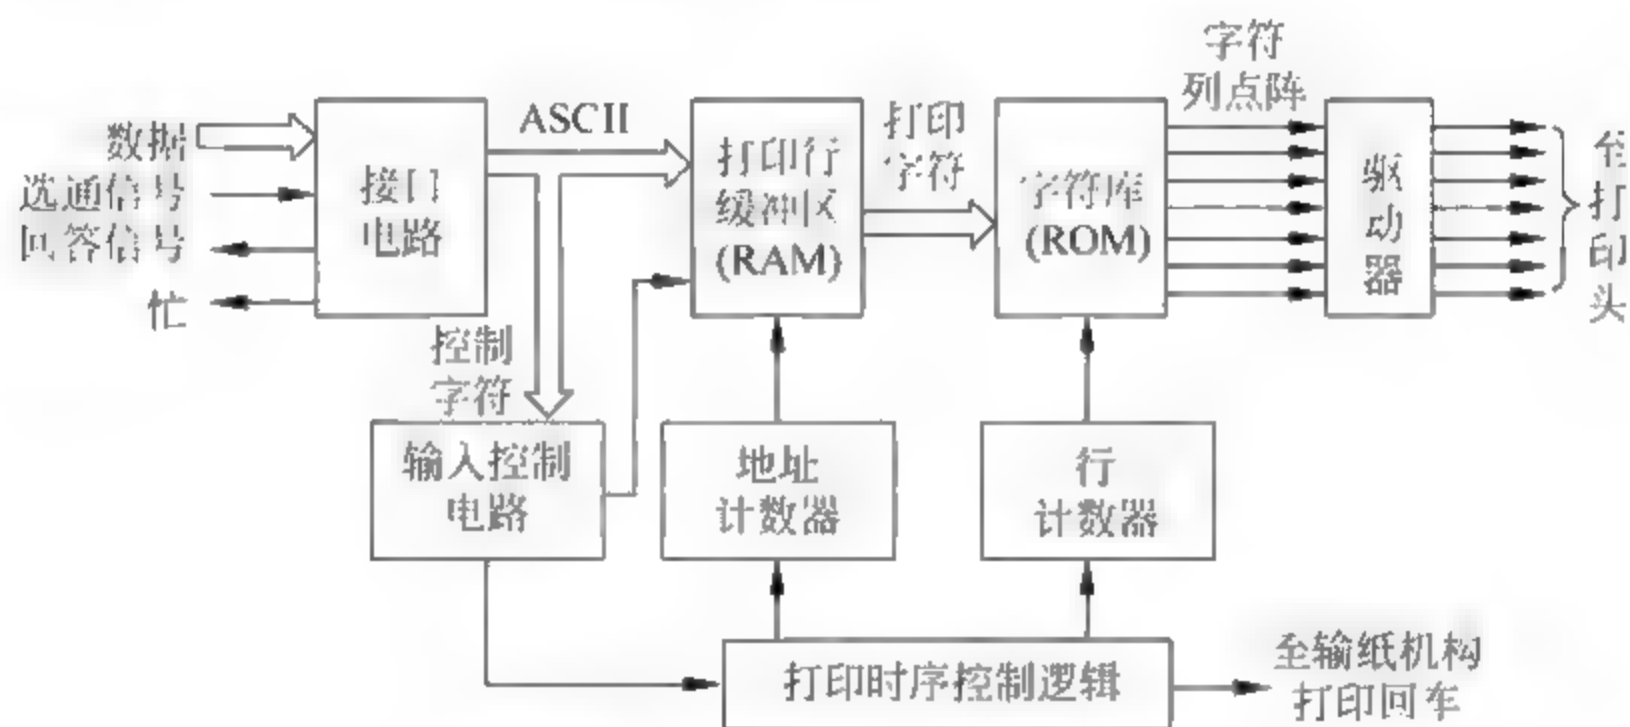 字符
列点阵
数据
选通信号
回答信号
忙
接口
电路
ASCII
打印行
缓冲区
(RAM)
打印
字符
字符库
(ROM)
驱
动
器
至
打
印
头
控制
字符
输入控制
电路
地址
计数器
行
计数器
打印时序控制逻辑
至输纸机构
打印回车